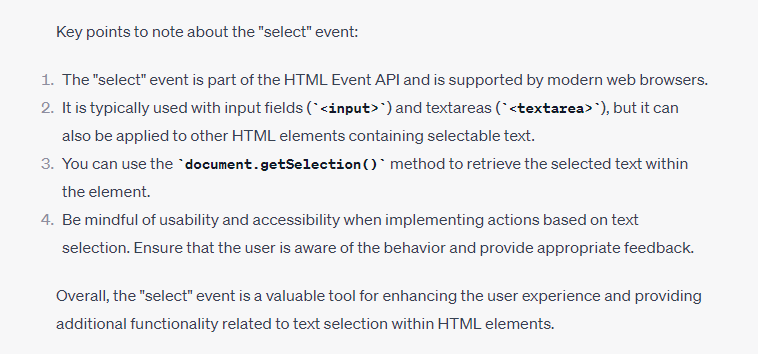 Key points to note about the "select" event:
1. The "select" event is part of the HTML Event API and is supported by modern web browsers.
2. It is typically used with input fields (`<input>`) and textareas (`<textarea>`), but it can
also be applied to other HTML elements containing selectable text.
3. You can use the `document.getSelection()` method to retrieve the selected text within
the element.
4. Be mindful of usability and accessibility when implementing actions based on text
selection. Ensure that the user is aware of the behavior and provide appropriate feedback.
Overall, the "select" event is a valuable tool for enhancing the user experience and providing
additional functionality related to text selection within HTML elements.